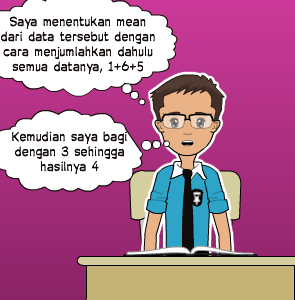 Saya menentukan mean
dari data tersebut dengan
cara menjumlahkan dahulu
semua datanya, 1+6+5
Kemudian saya bagi
dengan 3 sehingga
hasilnya 4